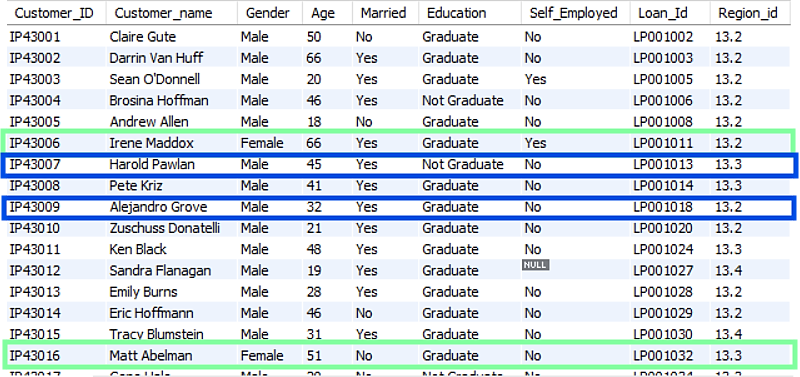 Customer_ID Customer_name Gender Age Married Education Self_Employed Loan_Id Region_id
IP43001 Claire Gute Male 50 No Graduate No LP001002 13.2
IP43002 Darrin Van Huff Male 66 Yes Graduate No LP001003 13.2
IP43003 Sean O'Donnell Male 20 Yes Graduate Yes LP001005 13.2
IP43004 Brosina Hoffman Male 46 Yes Not Graduate No LP001006 13.2
IP43005 Andrew Allen Male 18 No Graduate No LP001008 13.2
IP43006 Irene Maddox Female 66 Yes Graduate Yes LP001011 13.2
IP43007 Harold Pawlan Male 45 Yes Not Graduate No LP001013 13.3
IP43008 Pete Kriz Male 41 Yes Graduate No LP001014 13.3
IP43009 Alejandro Grove Male 32 Yes Graduate No LP001018 13.2
IP43010 Zuschuss Donatelli Male 21 Yes Graduate No LP001020 13.2
IP43011 Ken Black Male 48 Yes Graduate No LP001024 13.3
IP43012 Sandra Flanagan Male 19 Yes Graduate NULL LP001027 13.4
IP43013 Emily Burns Male 28 Yes Graduate No LP001028 13.2
IP43014 Eric Hoffmann Male 46 No Graduate No LP001029 13.2
IP43015 Tracy Blumstein Male 31 Yes Graduate No LP001030 13.4
IP43016 Matt Abelman Female 51 No Graduate No LP001032 13.3